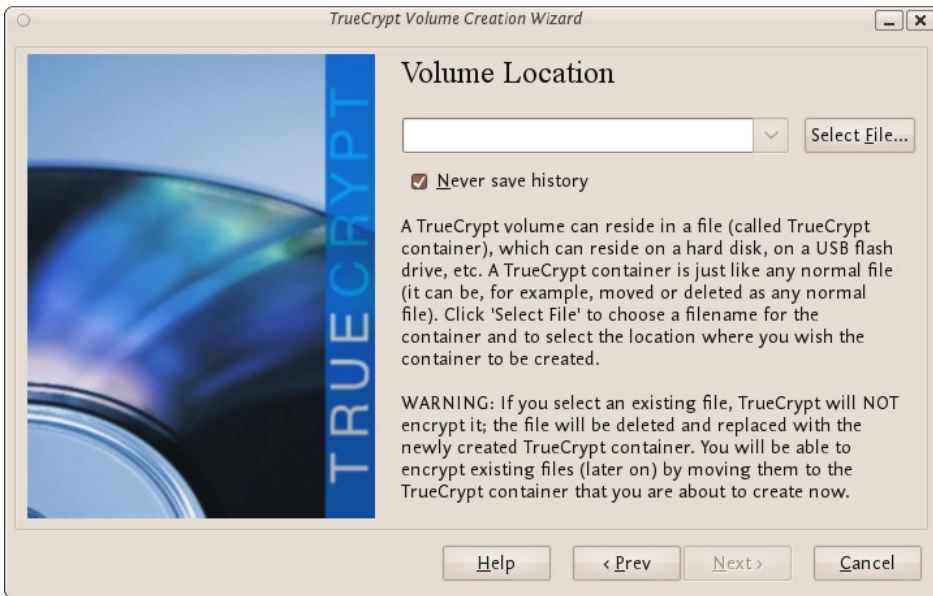 TrueCrypt Volume Creation Wizard
TRUECRYPT
Volume Location
Select File...
Never save history
A TrueCrypt volume can reside in a file (called TrueCrypt
container), which can reside on a hard disk, on a USB flash
drive, etc. A TrueCrypt container is just like any normal file
(it can be, for example, moved or deleted as any normal
file). Click 'Select File' to choose a filename for the
container and to select the location where you wish the
container to be created.
WARNING: If you select an existing file, TrueCrypt will NOT
encrypt it; the file will be deleted and replaced with the
newly created TrueCrypt container. You will be able to
encrypt existing files (later on) by moving them to the
TrueCrypt container that you are about to create now.
Help
< Prev
Next >
Cancel